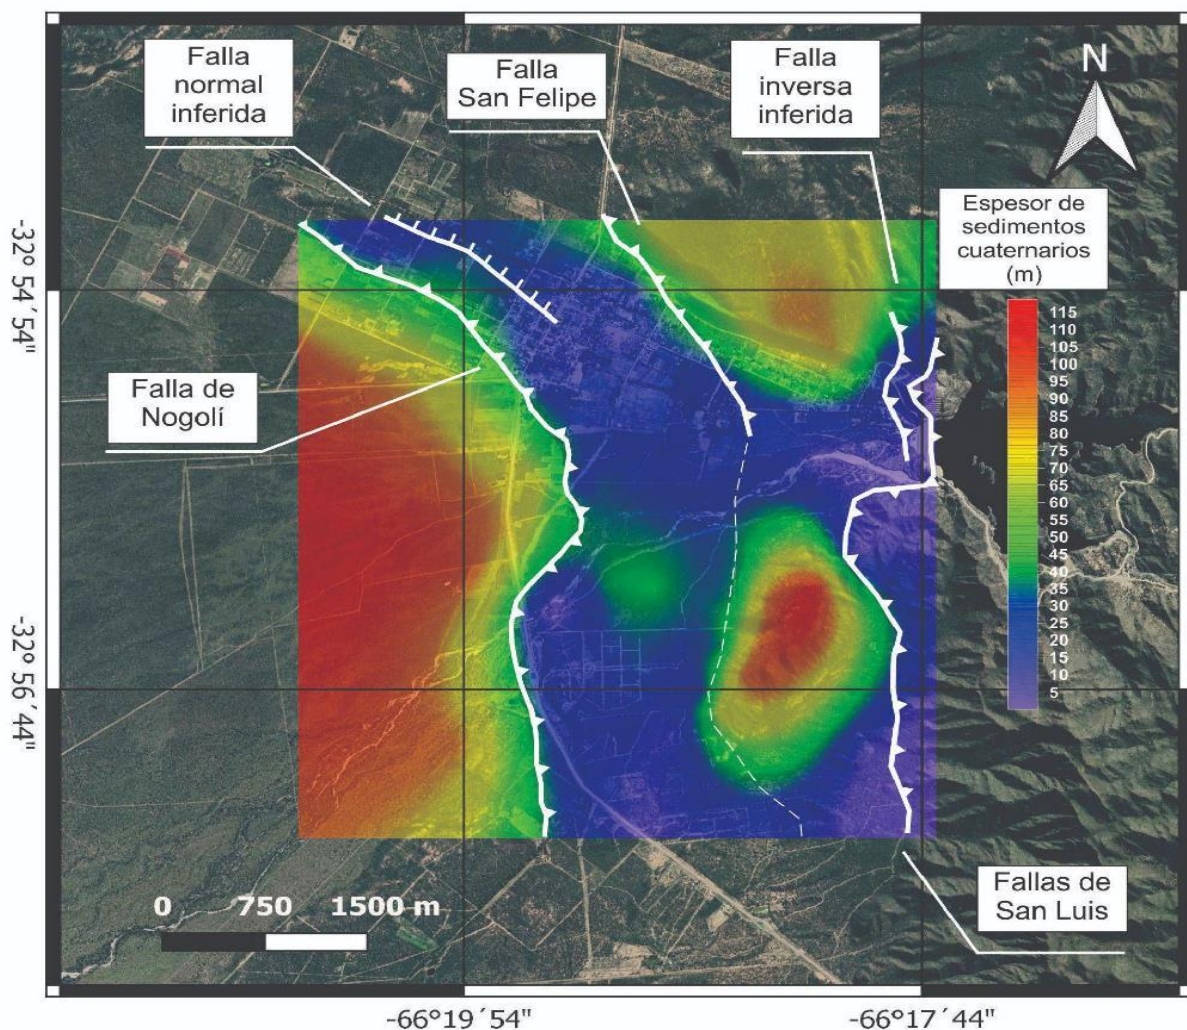 Falla
normal
inferida
Falla
San Felipe
Falla
inversa
inferida
N
Espesor de
sedimentos
cuaternarios
(m)
115
110
105
100
95
90
85
80
75
70
65
60
55
50
45
40
35
30
25
20
15
10
5
-32° 54´54"
Falla de
Nogolí
-32° 56´44"
0 750 1500 m
Fallas de
San Luis
-66°19´54" -66°17´44"